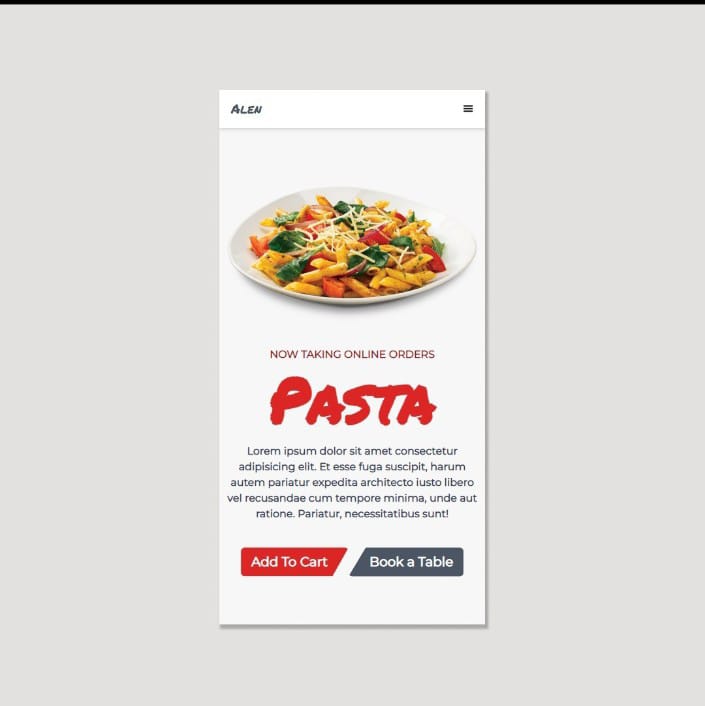 Alen
NOW TAKING ONLINE ORDERS
Pasta
Lorem ipsum dolor sit amet consectetur
adipisicing elit. Et esse fuga suscipit, harum
autem pariatur expedita architecto iusto libero
vel recusandae cum tempore minima, unde aut
ratione. Pariatur, necessitatibus sunt!
Add To Cart
Book a Table